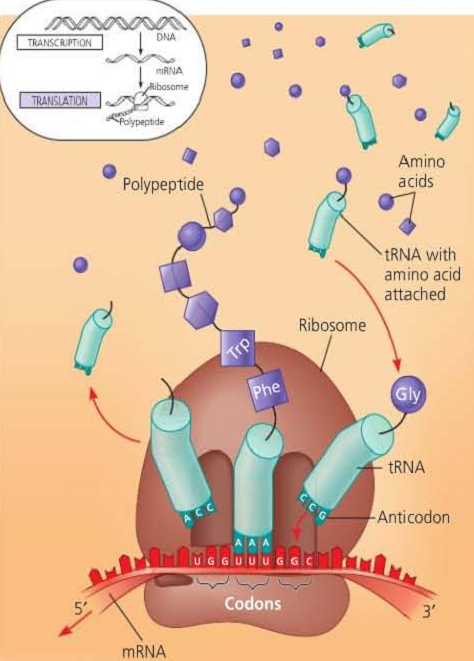 DNA
TRANSCRIPTION
mRNA
Ribosome
TRANSLATION
Polypeptide
Amino
acids
Polypeptide
tRNA with
amino acid
attached
Ribosome
Trp
Phe
Gly
tRNA
A C C
C C G
Anticodon
A A A
U G G U U U G G C
Codons
5′
3′
mRNA